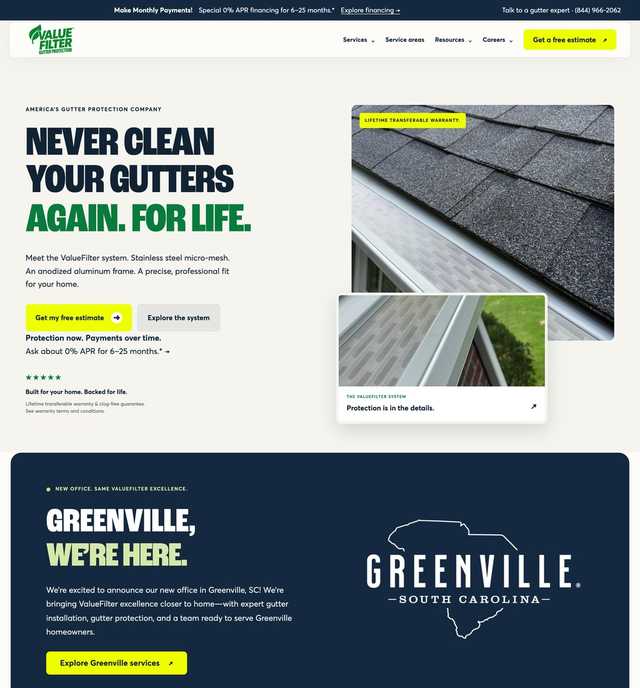 Make Monthly Payments! Special 0% APR financing for 6–25 months.* Explore financing → Talk to a gutter expert · (844) 966-2062
VALUE
FILTER
GUTTER PROTECTION
Services Service areas Resources Careers Get a free estimate ↗
AMERICA'S GUTTER PROTECTION COMPANY
NEVER CLEAN
YOUR GUTTERS
AGAIN. FOR LIFE.
Meet the ValueFilter system. Stainless steel micro-mesh.
An anodized aluminum frame. A precise, professional fit
for your home.
Get my free estimate → Explore the system
Protection now. Payments over time.
Ask about 0% APR for 6–25 months.* →
★★★★★
Built for your home. Backed for life.
Lifetime transferable warranty & clog-free guarantee.
See warranty terms and conditions.
LIFETIME TRANSFERABLE WARRANTY
THE VALUEFILTER SYSTEM
Protection is in the details. ↗
NEW OFFICE. SAME VALUEFILTER EXCELLENCE.
GREENVILLE,
WE'RE HERE.
We're excited to announce our new office in Greenville, SC! We're
bringing ValueFilter excellence closer to home—with expert gutter
installation, gutter protection, and a team ready to serve Greenville
homeowners.
Explore Greenville services ↗
GREENVILLE®
SOUTH CAROLINA